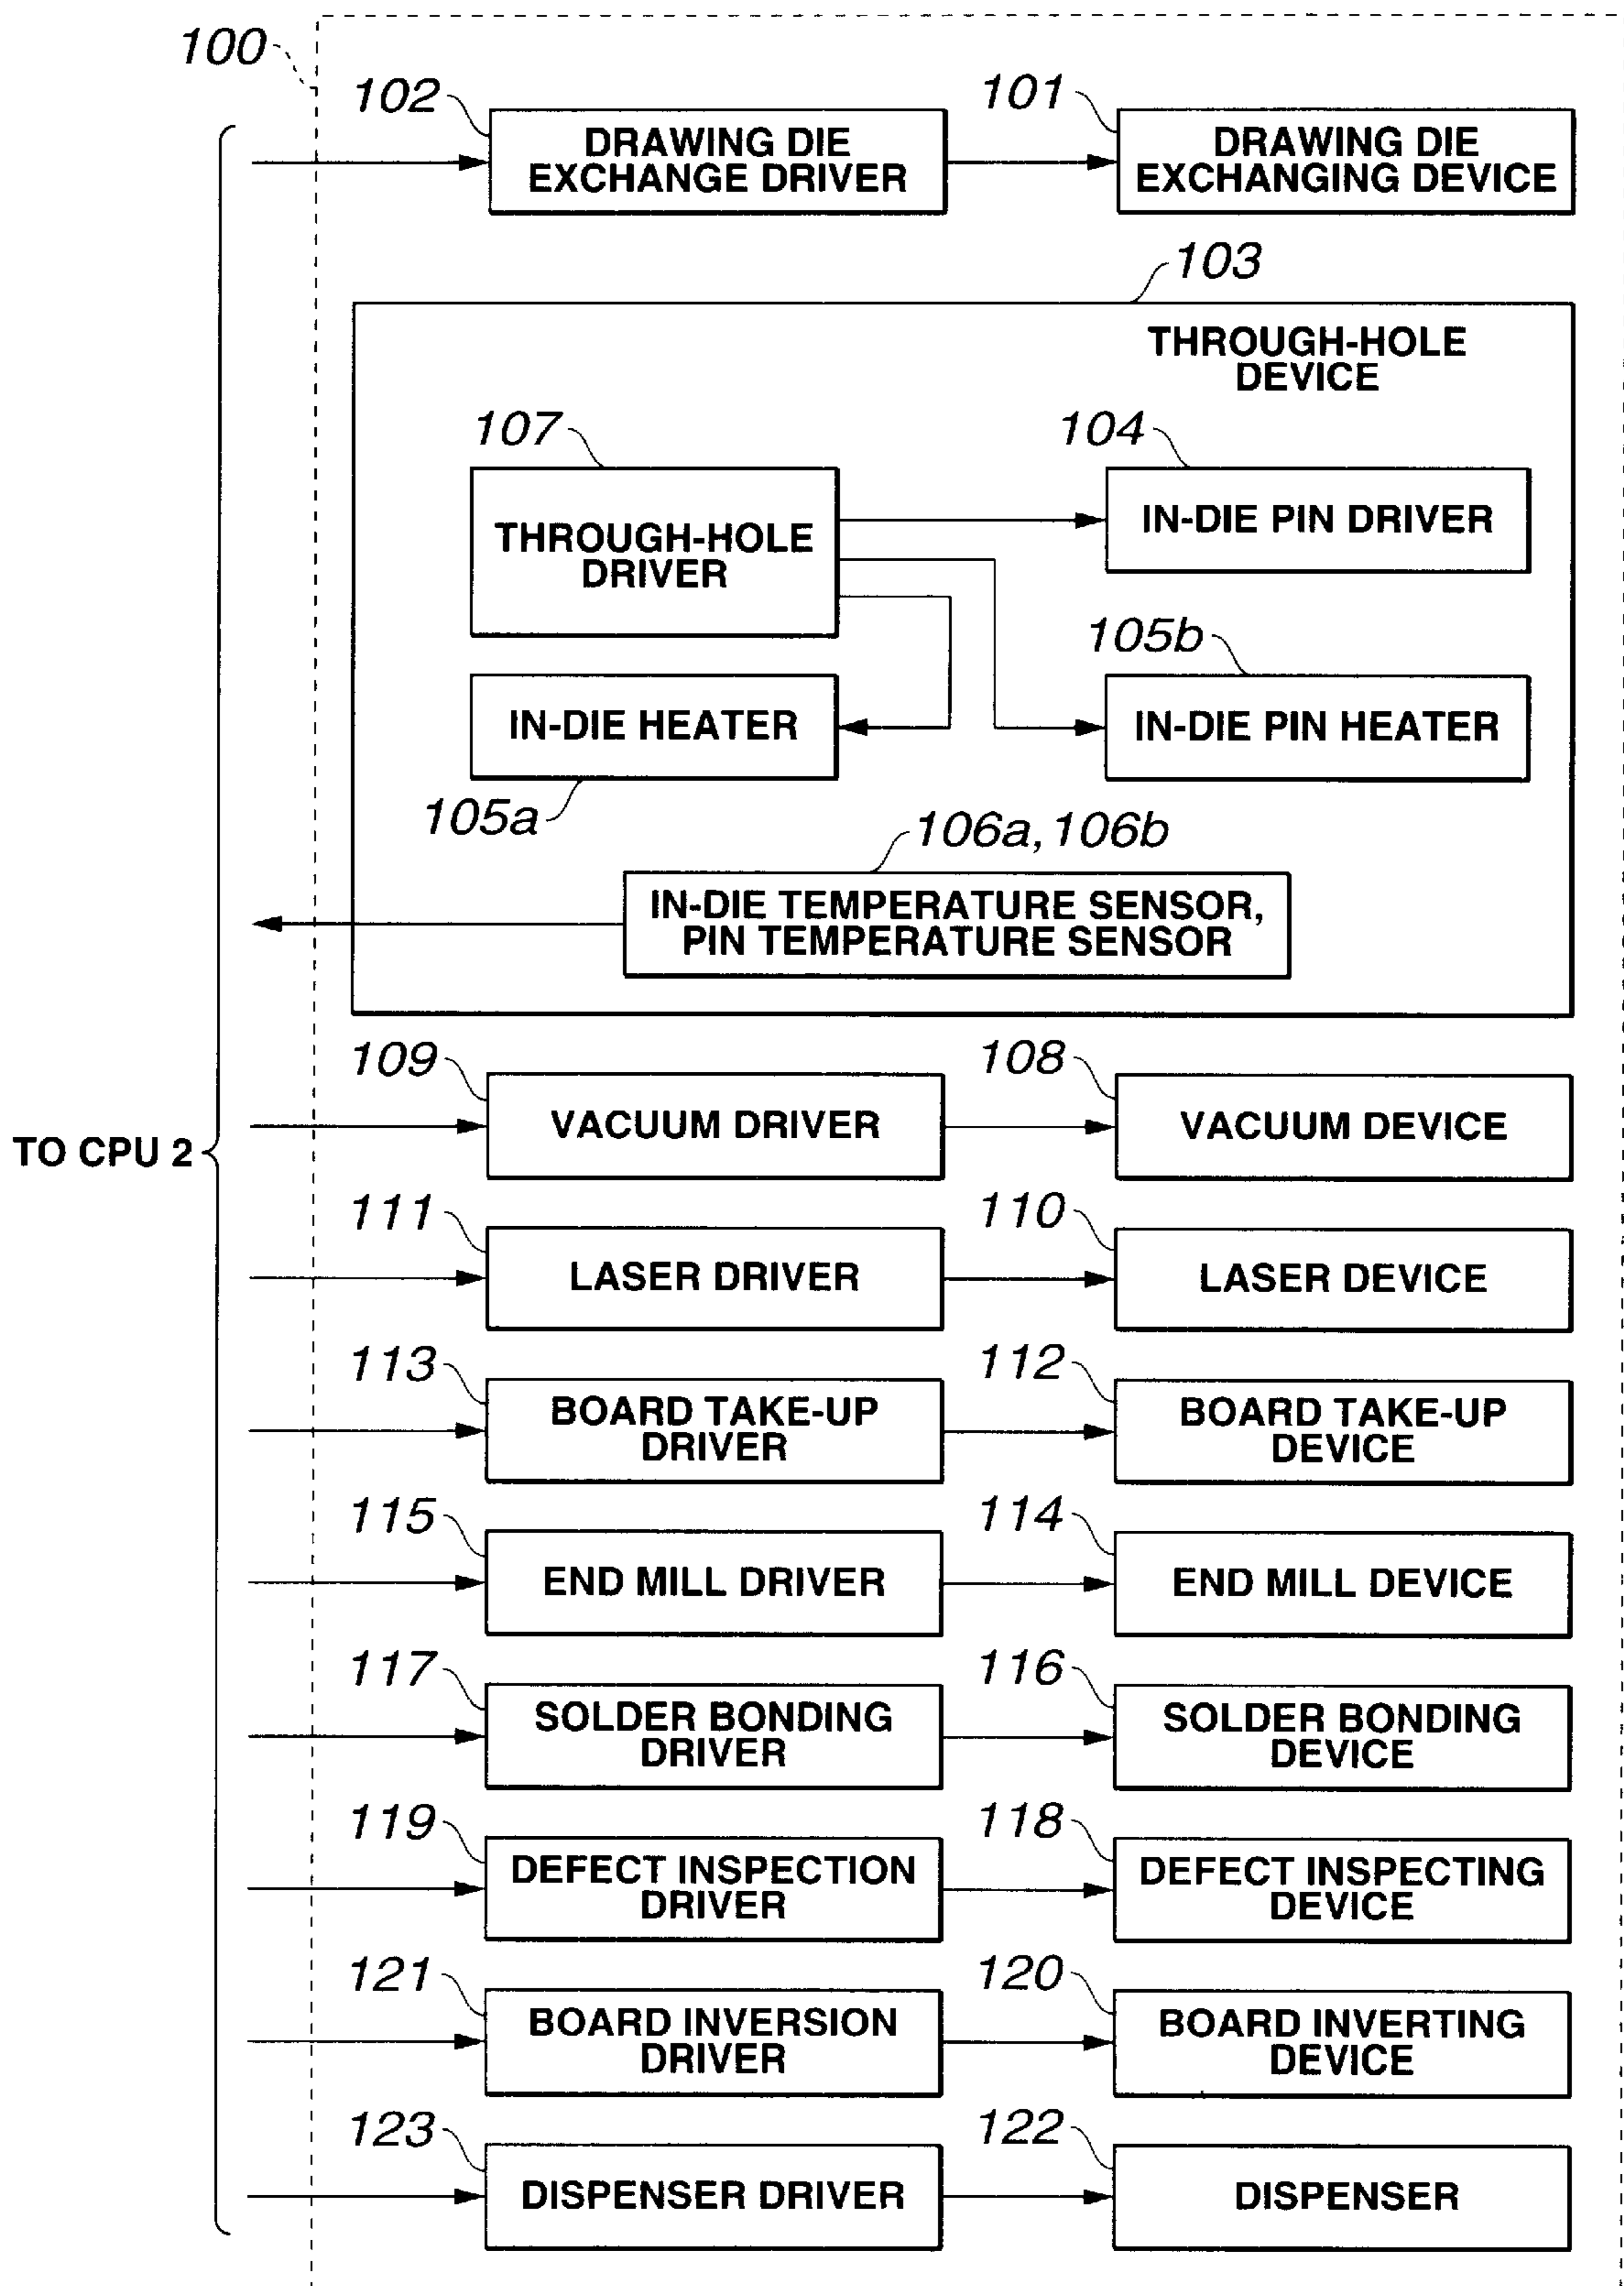 100
102
101
DRAWING DIE
EXCHANGE DRIVER
DRAWING DIE
EXCHANGING DEVICE
103
THROUGH-HOLE
DEVICE
107
104
THROUGH-HOLE
DRIVER
IN-DIE PIN DRIVER
105b
IN-DIE HEATER
IN-DIE PIN HEATER
105a
106a, 106b
IN-DIE TEMPERATURE SENSOR,
PIN TEMPERATURE SENSOR
109
108
VACUUM DRIVER
VACUUM DEVICE
TO CPU 2
111
110
LASER DRIVER
LASER DEVICE
113
112
BOARD TAKE-UP
DRIVER
BOARD TAKE-UP
DEVICE
115
114
END MILL DRIVER
END MILL DEVICE
117
116
SOLDER BONDING
DRIVER
SOLDER BONDING
DEVICE
119
118
DEFECT INSPECTION
DRIVER
DEFECT INSPECTING
DEVICE
121
120
BOARD INVERSION
DRIVER
BOARD INVERTING
DEVICE
123
122
DISPENSER DRIVER
DISPENSER